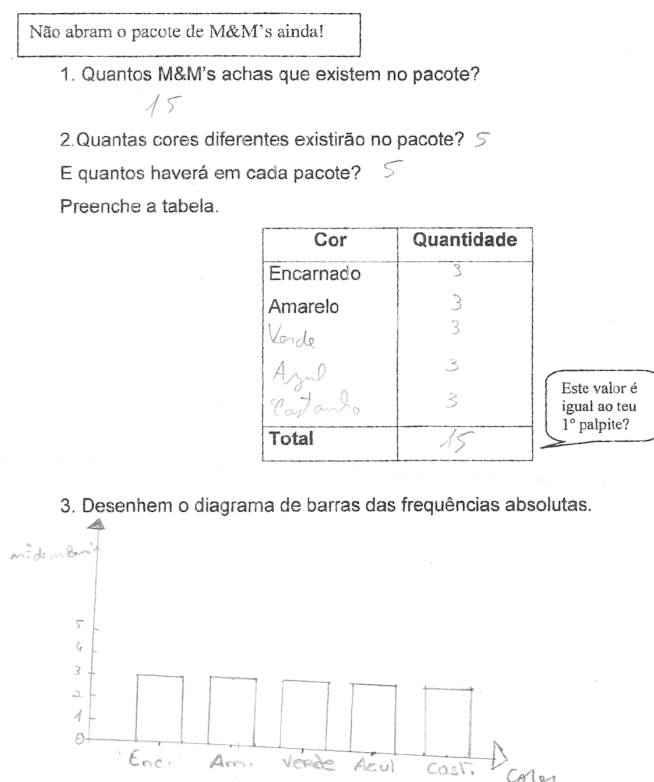 Não abram o pacote de M&M's ainda!
1. Quantos M&M's achas que existem no pacote?
15
2.Quantas cores diferentes existirão no pacote? 5
E quantos haverá em cada pacote? 5
Preenche a tabela.
Cor Quantidade
Encarnado 3
Amarelo 3
Verde 3
Azul 3
Castanho 3
Total 15
Este valor é
igual ao teu
1º palpite?
3. Desenhem o diagrama de barras das frequências absolutas.
5
4
3
2
1
0
Enc. Am. Verde Azul Cast.
Cores